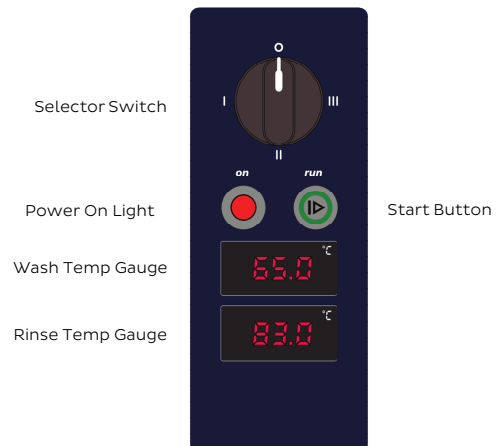 O
Selector Switch
I
III
II
on
run
Power On Light
Start Button
°C
Wash Temp Gauge
65.0
°C
Rinse Temp Gauge
83.0